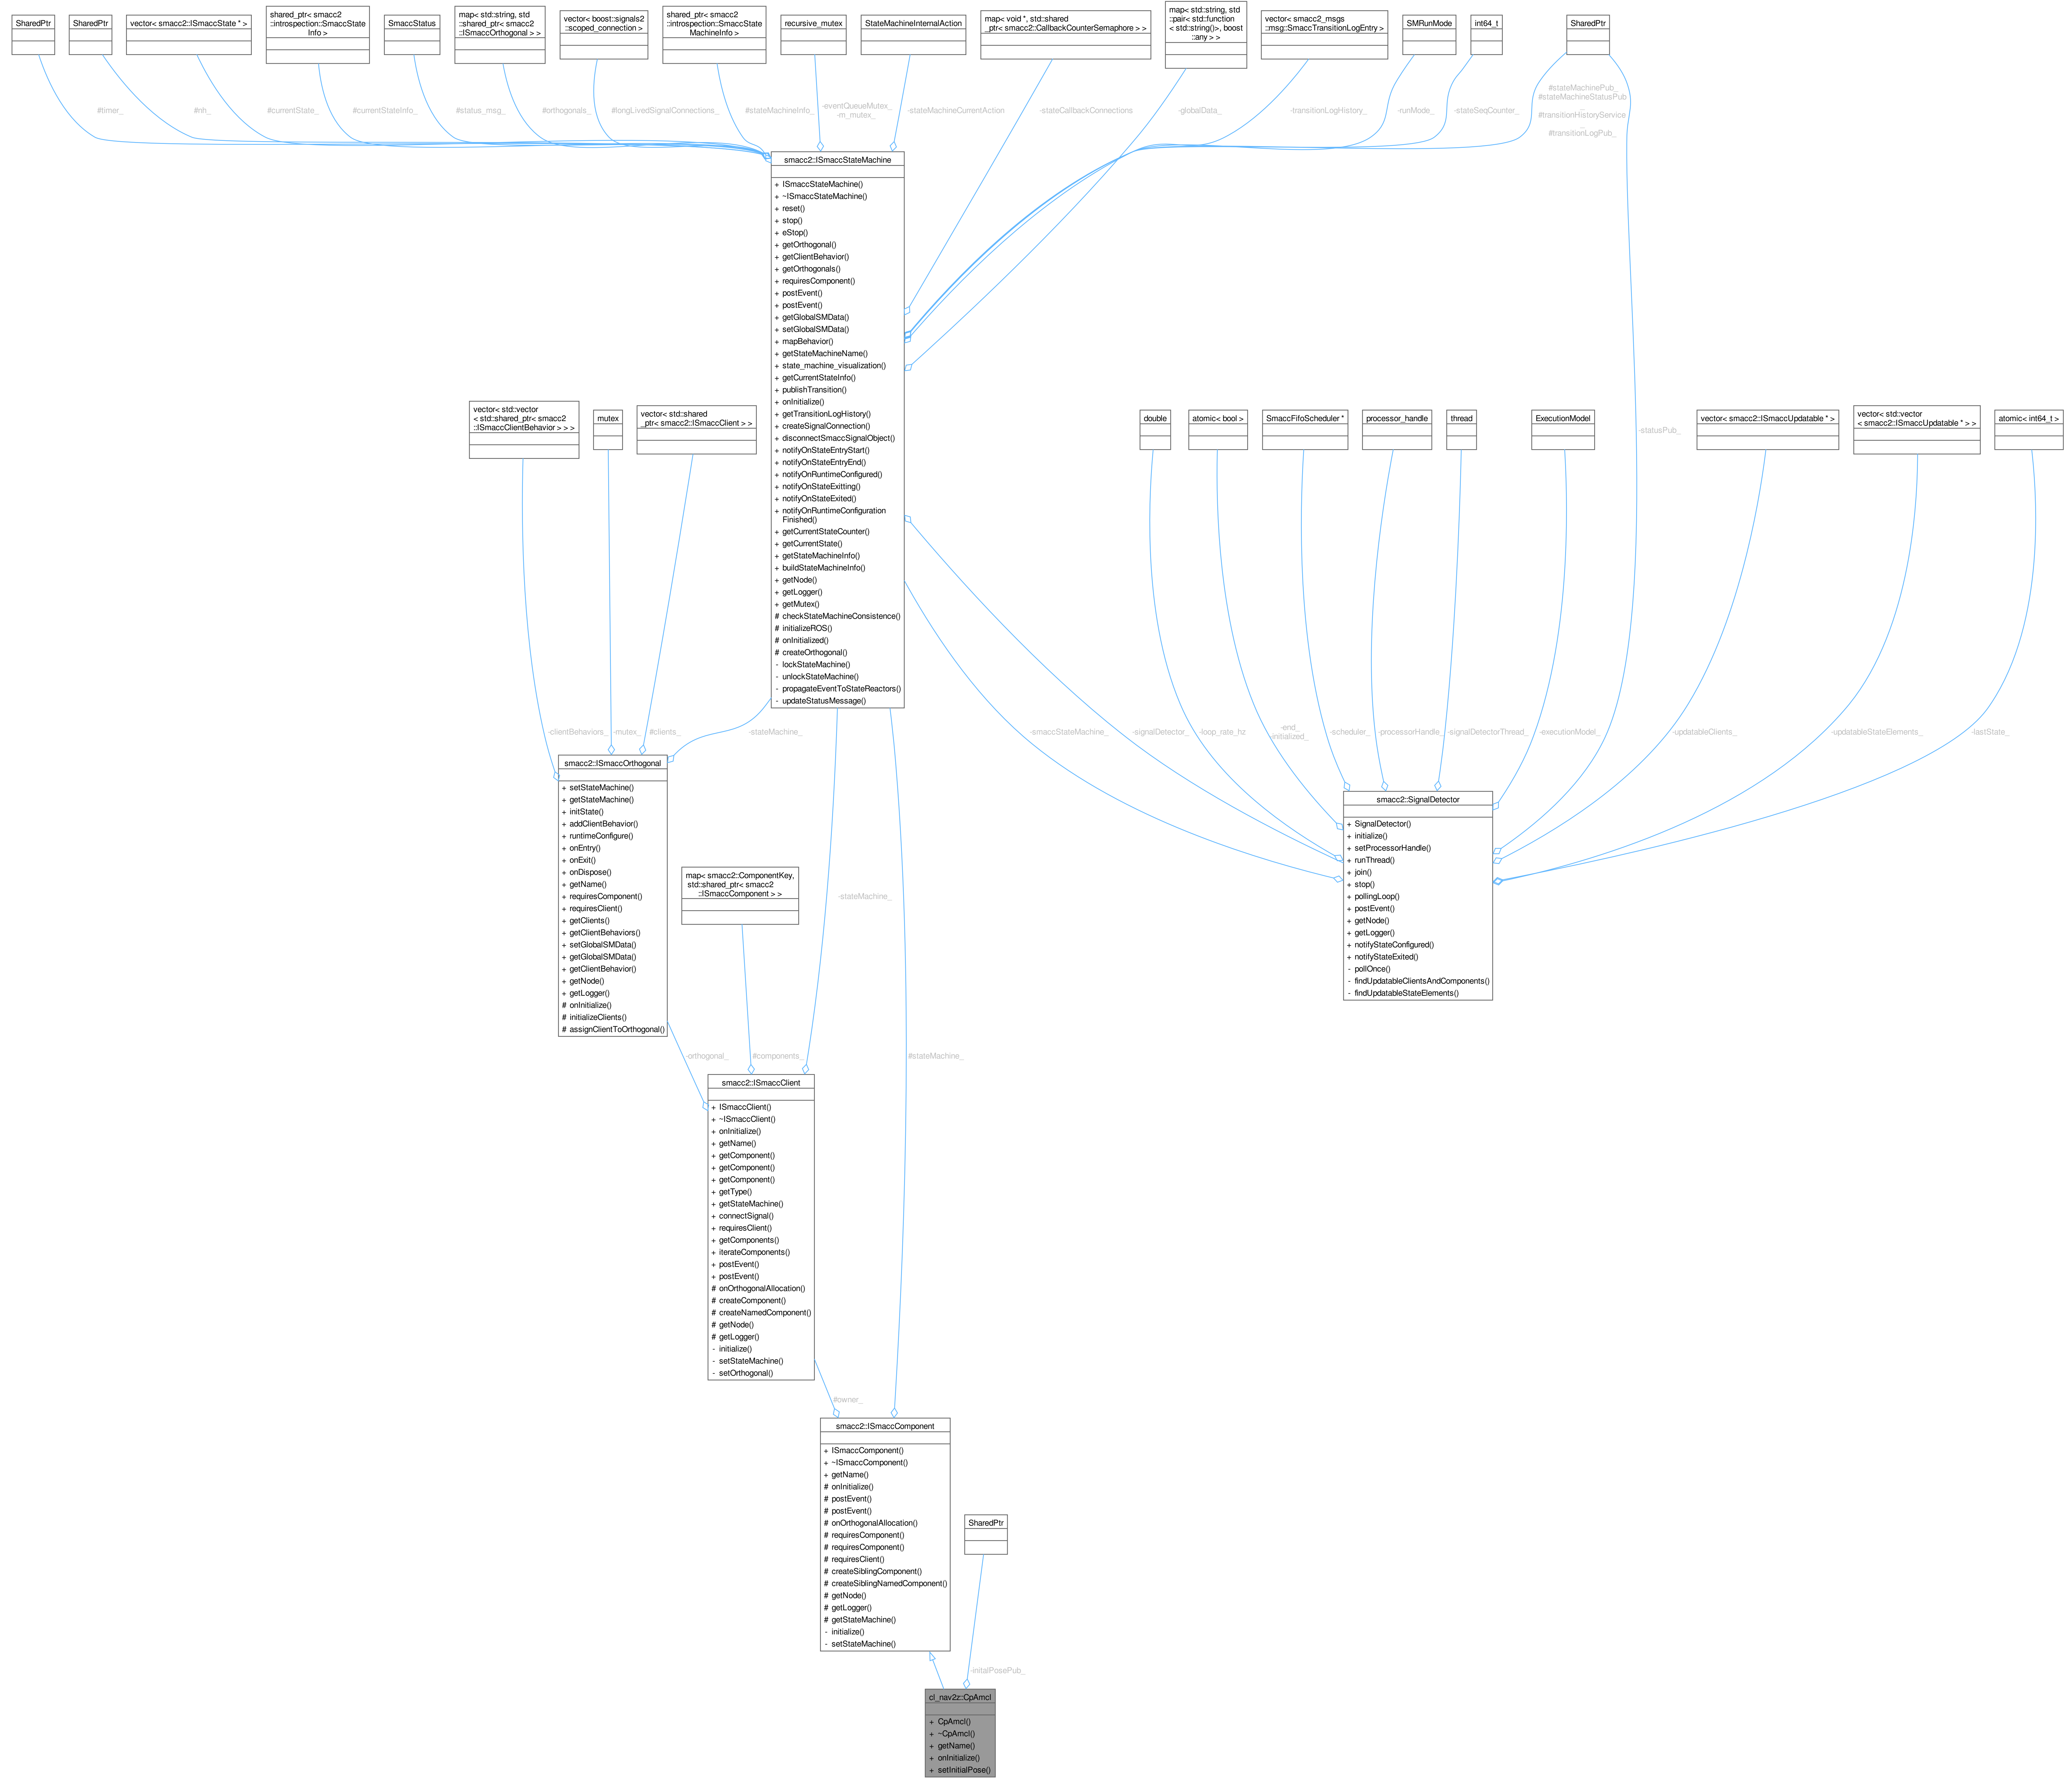 SharedPtr
SharedPtr
vector< smacc2::ISmaccState * >
shared_ptr< smacc2
::introspection::SmaccState
Info >
SmaccStatus
map< std::string, std
::shared_ptr< smacc2
::ISmaccOrthogonal > >
vector< boost::signals2
::scoped_connection >
shared_ptr< smacc2
::introspection::SmaccState
MachineInfo >
recursive_mutex
StateMachineInternalAction
map< void *, std::shared
_ptr< smacc2::CallbackCounterSemaphore > >
map< std::string, std
::pair< std::function
< std::string()>, boost
::any > >
vector< smacc2_msgs
::msg::SmaccTransitionLogEntry >
SMRunMode
int64_t
SharedPtr
#timer_
#nh_
#currentState_
#currentStateInfo_
#status_msg_
#orthogonals_
#longLivedSignalConnections_
#stateMachineInfo_
-eventQueueMutex_
-m_mutex_
-stateMachineCurrentAction
-stateCallbackConnections
-globalData_
-transitionLogHistory_
-runMode_
-stateSeqCounter_
#stateMachinePub_
#stateMachineStatusPub
_
#transitionHistoryService
_
#transitionLogPub_
smacc2::ISmaccStateMachine
+ ISmaccStateMachine()
+ ~ISmaccStateMachine()
+ reset()
+ stop()
+ eStop()
+ getOrthogonal()
+ getClientBehavior()
+ getOrthogonals()
+ requiresComponent()
+ postEvent()
+ postEvent()
+ getGlobalSMData()
+ setGlobalSMData()
+ mapBehavior()
+ getStateMachineName()
+ state_machine_visualization()
+ getCurrentStateInfo()
+ publishTransition()
+ onInitialize()
+ getTransitionLogHistory()
+ createSignalConnection()
+ disconnectSmaccSignalObject()
+ notifyOnStateEntryStart()
+ notifyOnStateEntryEnd()
+ notifyOnRuntimeConfigured()
+ notifyOnStateExitting()
+ notifyOnStateExited()
+ notifyOnRuntimeConfiguration
Finished()
+ getCurrentStateCounter()
+ getCurrentState()
+ getStateMachineInfo()
+ buildStateMachineInfo()
+ getNode()
+ getLogger()
+ getMutex()
# checkStateMachineConsistence()
# initializeROS()
# onInitialized()
# createOrthogonal()
- lockStateMachine()
- unlockStateMachine()
- propagateEventToStateReactors()
- updateStatusMessage()
vector< std::vector
< std::shared_ptr< smacc2
::ISmaccClientBehavior > > >
mutex
vector< std::shared
_ptr< smacc2::ISmaccClient > >
double
atomic< bool >
SmaccFifoScheduler *
processor_handle
thread
ExecutionModel
-statusPub_
vector< smacc2::ISmaccUpdatable * >
vector< std::vector
< smacc2::ISmaccUpdatable * > >
atomic< int64_t >
-clientBehaviors_
-mutex_
#clients_
-stateMachine_
-smaccStateMachine_
-signalDetector_
-loop_rate_hz
-end_
-initialized_
-scheduler_
-processorHandle_
-signalDetectorThread_
-executionModel_
-updatableClients_
-updatableStateElements_
-lastState_
smacc2::ISmaccOrthogonal
+ setStateMachine()
+ getStateMachine()
+ initState()
+ addClientBehavior()
+ runtimeConfigure()
+ onEntry()
+ onExit()
+ onDispose()
+ getName()
+ requiresComponent()
+ requiresClient()
+ getClients()
+ getClientBehaviors()
+ setGlobalSMData()
+ getGlobalSMData()
+ getClientBehavior()
+ getNode()
+ getLogger()
# onInitialize()
# initializeClients()
# assignClientToOrthogonal()
smacc2::SignalDetector
+ SignalDetector()
+ initialize()
+ setProcessorHandle()
+ runThread()
+ join()
+ stop()
+ pollingLoop()
+ postEvent()
+ getNode()
+ getLogger()
+ notifyStateConfigured()
+ notifyStateExited()
- pollOnce()
- findUpdatableClientsAndComponents()
- findUpdatableStateElements()
map< smacc2::ComponentKey,
std::shared_ptr< smacc2
::ISmaccComponent > >
-stateMachine_
-orthogonal_
#components_
#stateMachine_
smacc2::ISmaccClient
+ ISmaccClient()
+ ~ISmaccClient()
+ onInitialize()
+ getName()
+ getComponent()
+ getComponent()
+ getComponent()
+ getType()
+ getStateMachine()
+ connectSignal()
+ requiresClient()
+ getComponents()
+ iterateComponents()
+ postEvent()
+ postEvent()
# onOrthogonalAllocation()
# createComponent()
# createNamedComponent()
# getNode()
# getLogger()
- initialize()
- setStateMachine()
- setOrthogonal()
#owner_
smacc2::ISmaccComponent
+ ISmaccComponent()
+ ~ISmaccComponent()
+ getName()
# onInitialize()
# postEvent()
# postEvent()
# onOrthogonalAllocation()
# requiresComponent()
# requiresComponent()
# requiresClient()
# createSiblingComponent()
# createSiblingNamedComponent()
# getNode()
# getLogger()
# getStateMachine()
- initialize()
- setStateMachine()
SharedPtr
-initalPosePub_
cl_nav2z::CpAmcl
+ CpAmcl()
+ ~CpAmcl()
+ getName()
+ onInitialize()
+ setInitialPose()